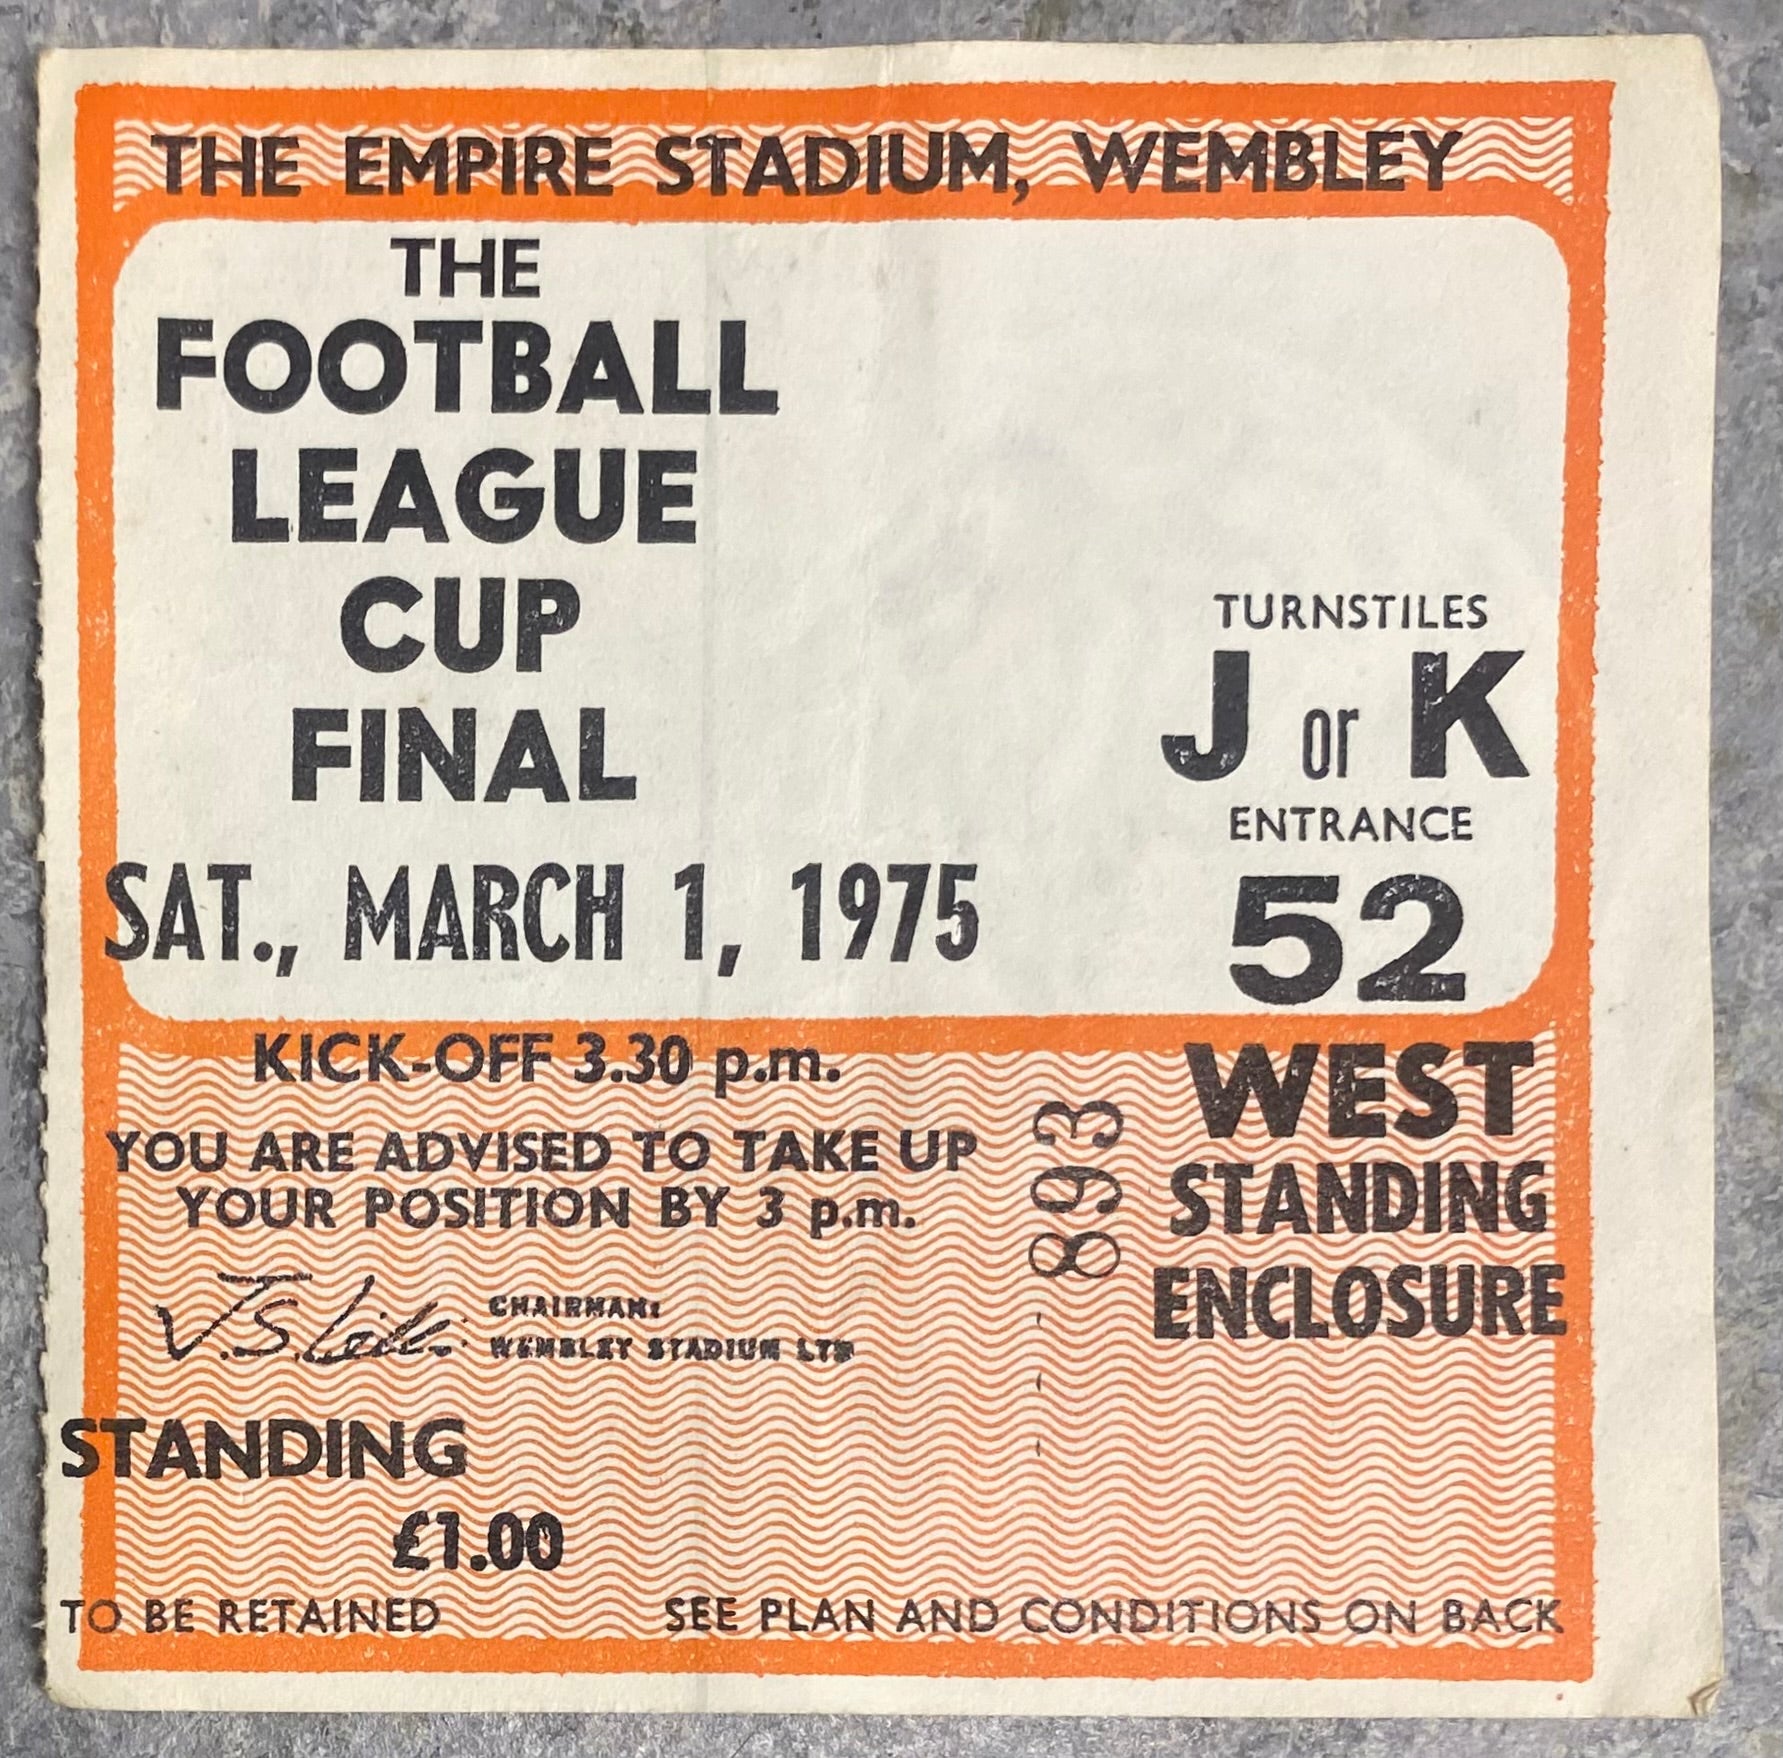 THE EMPIRE STADIUM, WEMBLEY
THE
FOOTBALL
LEAGUE
CUP
FINAL
SAT., MARCH 1, 1975
TURNSTILES
J or K
ENTRANCE
52
KICK-OFF 3.30 p.m.
YOU ARE ADVISED TO TAKE UP
YOUR POSITION BY 3 p.m.
CHAIRMAN:
WEMBLEY STADIUM LTD
893
WEST
STANDING
ENCLOSURE
STANDING
£1.00
TO BE RETAINED
SEE PLAN AND CONDITIONS ON BACK